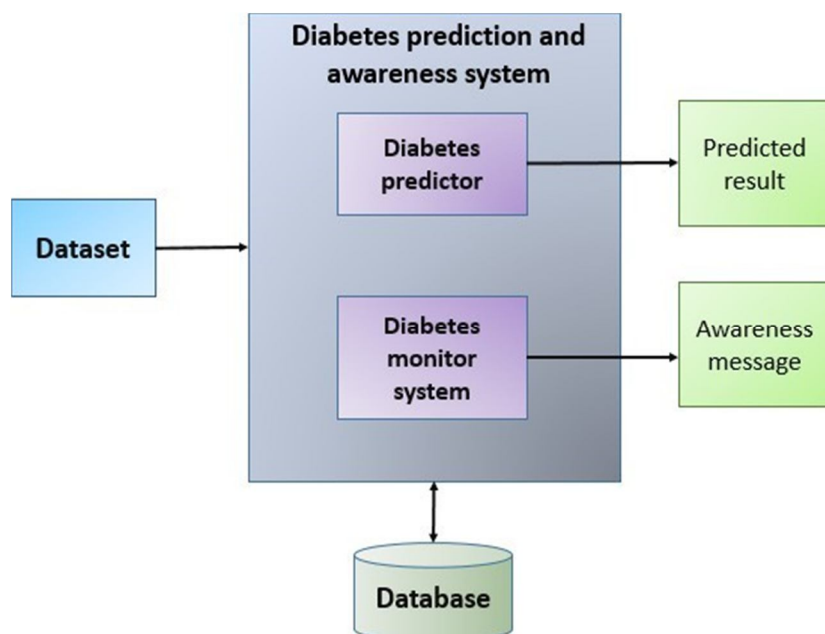 Diabetes prediction and
awareness system
Diabetes
predictor
Predicted
result
Dataset
Diabetes
monitor
system
Awareness
message
Database